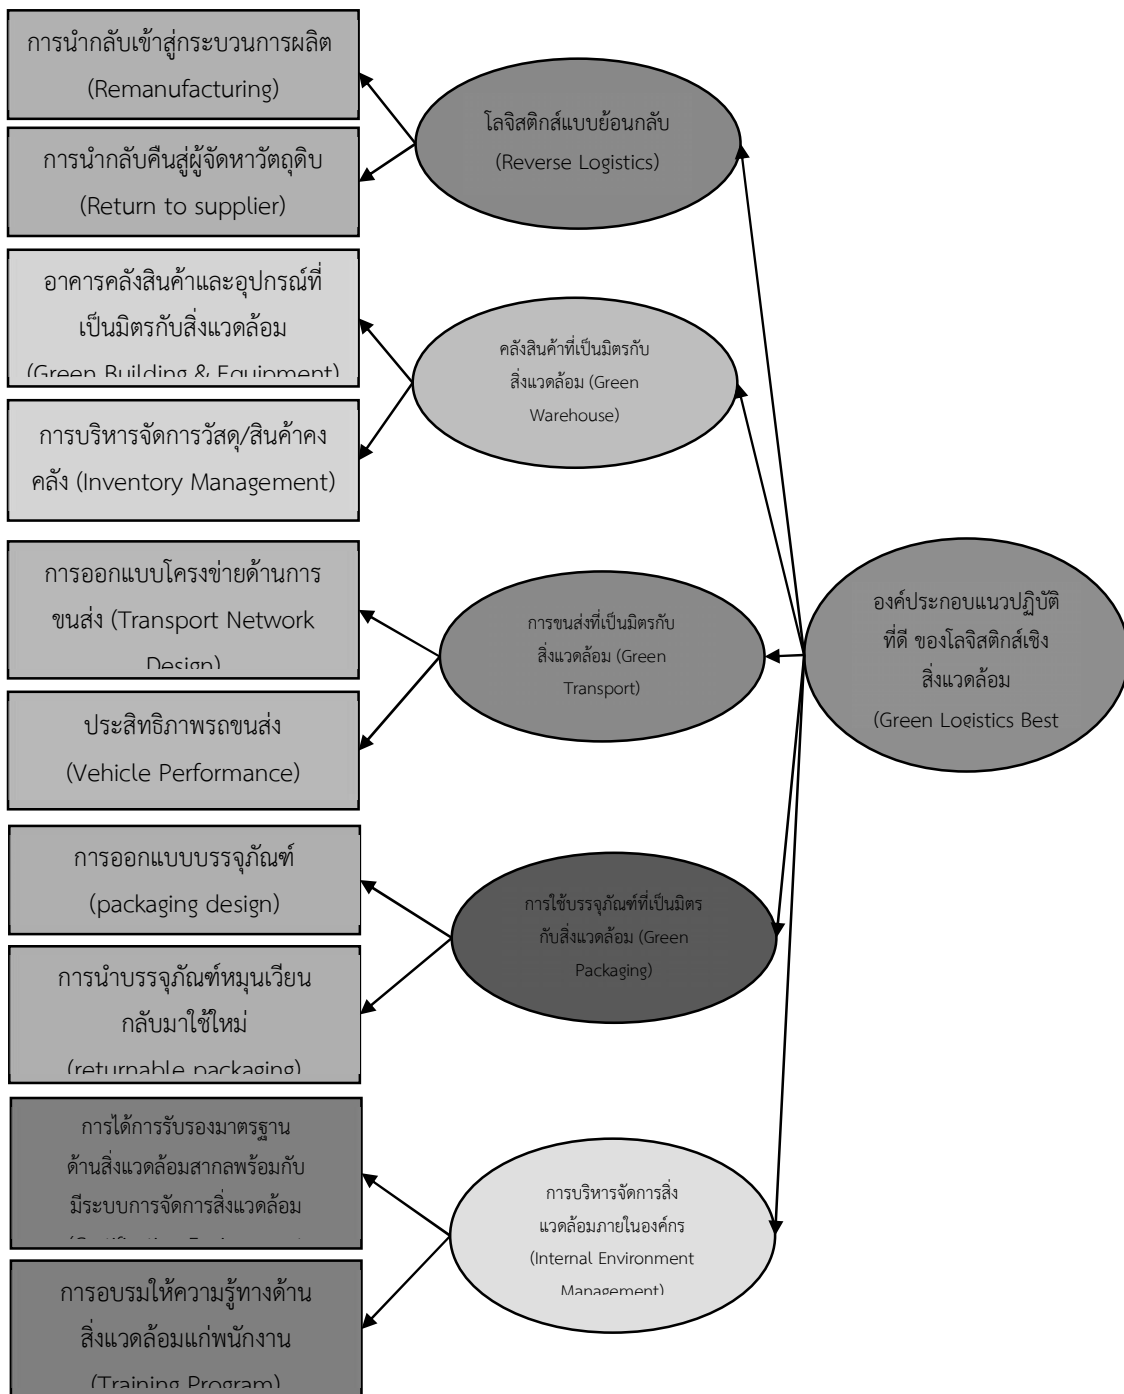 การนำกลับเข้าสู่กระบวนการผลิต
(Remanufacturing)
การนำกลับคืนสู่ผู้จัดหาวัตถุดิบ
(Return to supplier)
อาคารคลังสินค้าและอุปกรณ์ที่
เป็นมิตรกับสิ่งแวดล้อม
(Green Building & Equipment)
การบริหารจัดการวัสดุ/สินค้าคง
คลัง (Inventory Management)
การออกแบบโครงข่ายด้านการ
ขนส่ง (Transport Network
Design)
ประสิทธิภาพรถขนส่ง
(Vehicle Performance)
การออกแบบบรรจุภัณฑ์
(packaging design)
การนำบรรจุภัณฑ์หมุนเวียน
กลับมาใช้ใหม่
(returnable packaging)
การได้การรับรองมาตรฐาน
ด้านสิ่งแวดล้อมสากลพร้อมกับ
มีระบบการจัดการสิ่งแวดล้อม
การอบรมให้ความรู้ทางด้าน
สิ่งแวดล้อมแก่พนักงาน
(Training Program)
โลจิสติกส์แบบย้อนกลับ
(Reverse Logistics)
คลังสินค้าที่เป็นมิตรกับ
สิ่งแวดล้อม (Green
Warehouse)
การขนส่งที่เป็นมิตรกับ
สิ่งแวดล้อม (Green
Transport)
การใช้บรรจุภัณฑ์ที่เป็นมิตร
กับสิ่งแวดล้อม (Green
Packaging)
การบริหารจัดการสิ่ง
แวดล้อมภายในองค์กร
(Internal Environment
Management)
องค์ประกอบแนวปฏิบัติ
ที่ดี ของโลจิสติกส์เชิง
สิ่งแวดล้อม
(Green Logistics Best